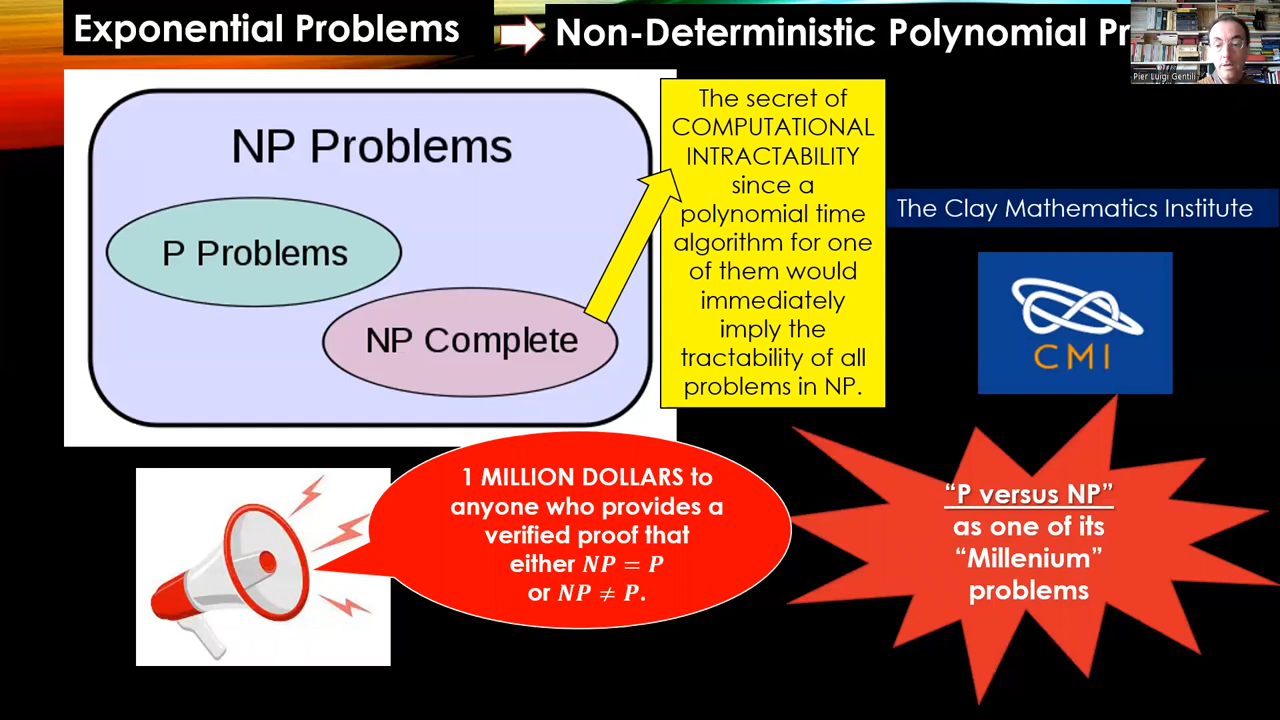 Exponential Problems
Non-Deterministic Polynomial Pr
Pier Luigi Gentili
NP Problems
P Problems
NP Complete
The secret of
COMPUTATIONAL
INTRACTABILITY
since a
polynomial time
algorithm for one
of them would
immediately
imply the
tractability of all
problems in NP.
The Clay Mathematics Institute
CMI
1 MILLION DOLLARS to
anyone who provides a
verified proof that
either NP = P
or NP ≠ P.
“P versus NP”
as one of its
“Millenium”
problems